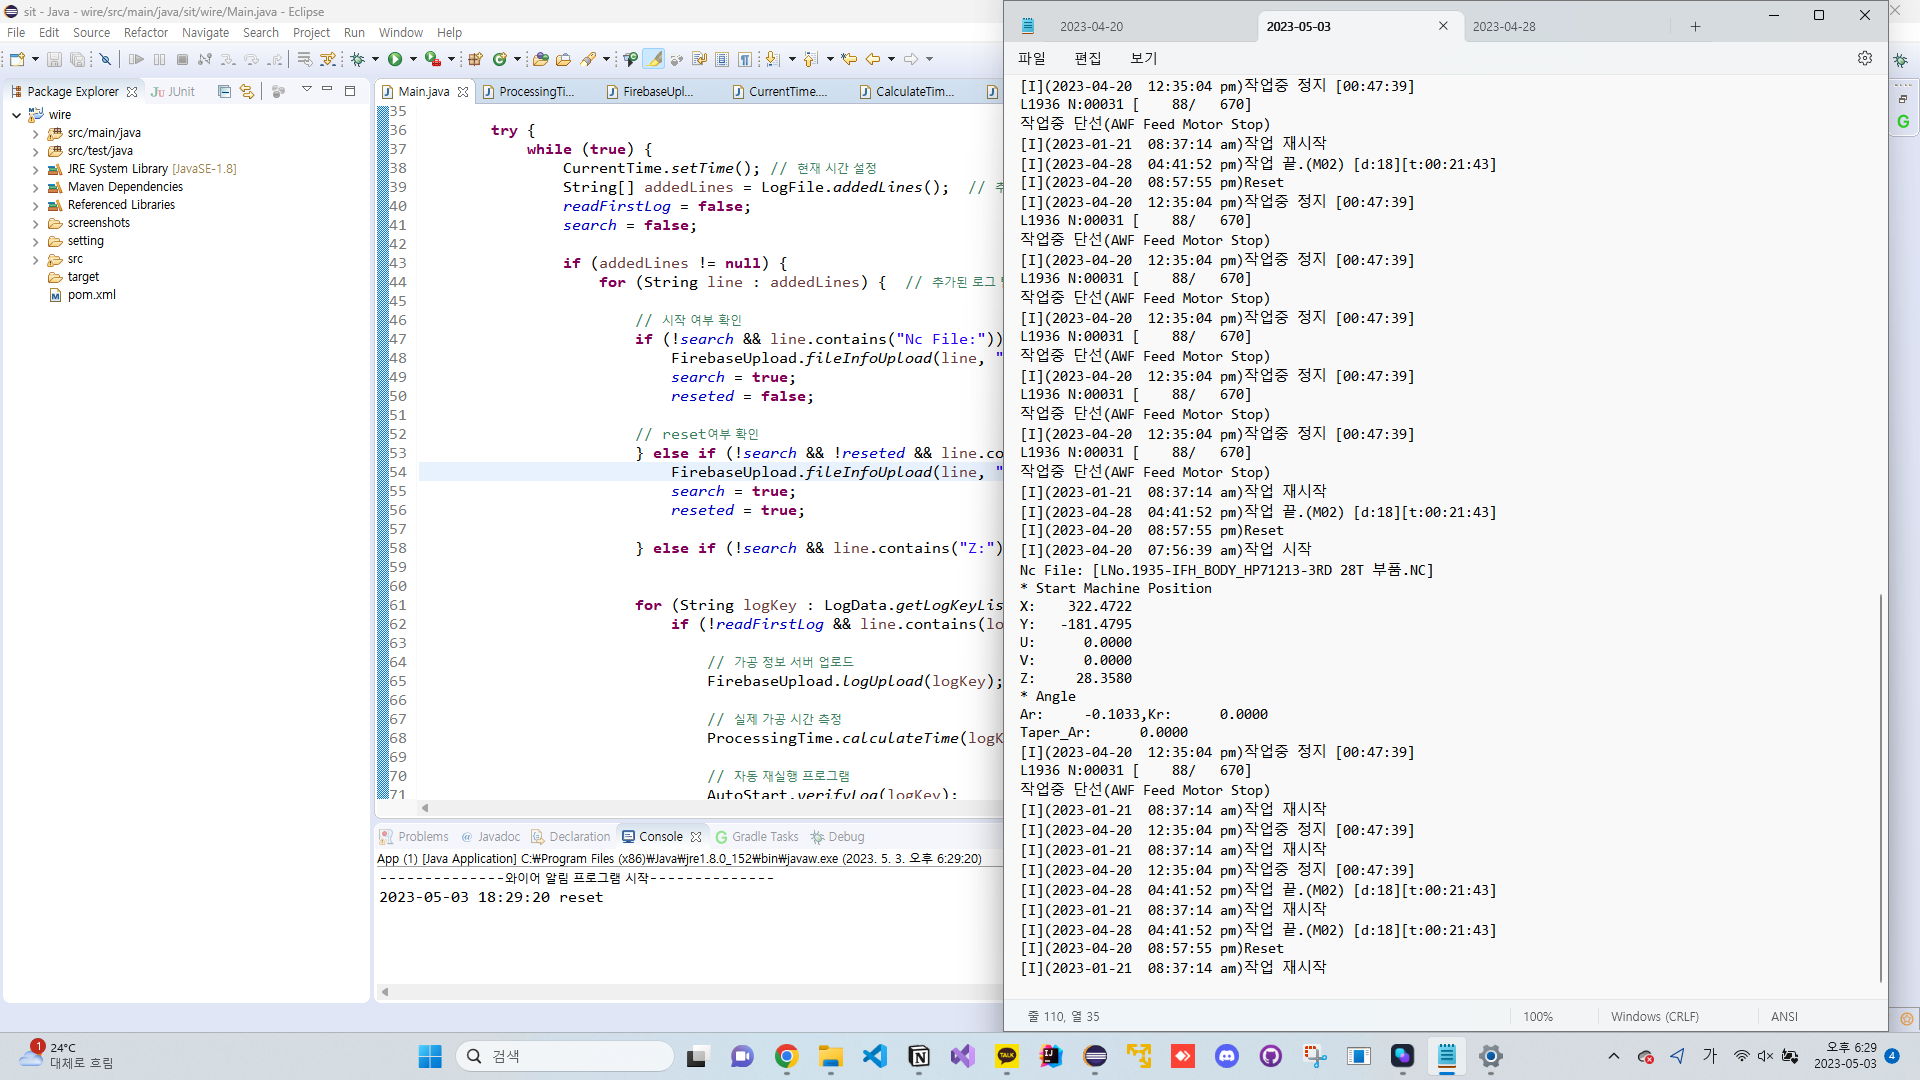 sit - Java - wire/src/main/java/sit/wire/Main.java - Eclipse
File Edit Source Refactor Navigate Search Project Run Window Help
Package Explorer
JUnit
wire
src/main/java
src/test/java
JRE System Library [JavaSE-1.8]
Maven Dependencies
Referenced Libraries
screenshots
setting
src
target
pom.xml
Main.java ProcessingTi... FirebaseUpl... CurrentTime.... CalculateTim...
35
36 try {
37 while (true) {
38 CurrentTime.setTime(); // 현재 시간 설정
39 String[] addedLines = LogFile.addedLines(); // 추
40 readFirstLog = false;
41 search = false;
42
43 if (addedLines != null) {
44 for (String line : addedLines) { // 추가된 로그
45
46 // 시작 여부 확인
47 if (!search && line.contains("Nc File:"))
48 FirebaseUpload.fileInfoUpload(line, "
49 search = true;
50 reseted = false;
51
52 // reset여부 확인
53 } else if (!search && !reseted && line.co
54 FirebaseUpload.fileInfoUpload(line, "
55 search = true;
56 reseted = true;
57
58 } else if (!search && line.contains("Z:")
59
60
61 for (String logKey : LogData.getLogKeyLis
62 if (!readFirstLog && line.contains(lo
63
64 // 가공 정보 서버 업로드
65 FirebaseUpload.logUpload(logKey);
66
67 // 실제 가공 시간 측정
68 ProcessingTime.calculateTime(logK
69
70 // 자동 재실행 프로그램
71 AutoStart.verifyLog(logKey);
Problems Javadoc Declaration Console Gradle Tasks Debug
App (1) [Java Application] C:₩Program Files (x86)₩Java₩jre1.8.0_152₩bin₩javaw.exe (2023. 5. 3. 오후 6:29:20)
--------------와이어 알림 프로그램 시작--------------
2023-05-03 18:29:20 reset
2023-04-20
2023-05-03
2023-04-28
파일 편집 보기
[I](2023-04-20 12:35:04 pm)작업중 정지 [00:47:39]
L1936 N:00031 [ 88/ 670]
작업중 단선(AWF Feed Motor Stop)
[I](2023-01-21 08:37:14 am)작업 재시작
[I](2023-04-28 04:41:52 pm)작업 끝.(M02) [d:18][t:00:21:43]
[I](2023-04-20 08:57:55 pm)Reset
[I](2023-04-20 12:35:04 pm)작업중 정지 [00:47:39]
L1936 N:00031 [ 88/ 670]
작업중 단선(AWF Feed Motor Stop)
[I](2023-04-20 12:35:04 pm)작업중 정지 [00:47:39]
L1936 N:00031 [ 88/ 670]
작업중 단선(AWF Feed Motor Stop)
[I](2023-04-20 12:35:04 pm)작업중 정지 [00:47:39]
L1936 N:00031 [ 88/ 670]
작업중 단선(AWF Feed Motor Stop)
[I](2023-04-20 12:35:04 pm)작업중 정지 [00:47:39]
L1936 N:00031 [ 88/ 670]
작업중 단선(AWF Feed Motor Stop)
[I](2023-04-20 12:35:04 pm)작업중 정지 [00:47:39]
L1936 N:00031 [ 88/ 670]
작업중 단선(AWF Feed Motor Stop)
[I](2023-01-21 08:37:14 am)작업 재시작
[I](2023-04-28 04:41:52 pm)작업 끝.(M02) [d:18][t:00:21:43]
[I](2023-04-20 08:57:55 pm)Reset
[I](2023-04-20 07:56:39 am)작업 시작
Nc File: [LNo.1935-IFH_BODY_HP71213-3RD 28T 부품.NC]
* Start Machine Position
X: 322.4722
Y: -181.4795
U: 0.0000
V: 0.0000
Z: 28.3580
* Angle
Ar: -0.1033,Kr: 0.0000
Taper_Ar: 0.0000
[I](2023-04-20 12:35:04 pm)작업중 정지 [00:47:39]
L1936 N:00031 [ 88/ 670]
작업중 단선(AWF Feed Motor Stop)
[I](2023-01-21 08:37:14 am)작업 재시작
[I](2023-04-20 12:35:04 pm)작업중 정지 [00:47:39]
[I](2023-01-21 08:37:14 am)작업 재시작
[I](2023-04-20 12:35:04 pm)작업중 정지 [00:47:39]
[I](2023-04-28 04:41:52 pm)작업 끝.(M02) [d:18][t:00:21:43]
[I](2023-01-21 08:37:14 am)작업 재시작
[I](2023-04-28 04:41:52 pm)작업 끝.(M02) [d:18][t:00:21:43]
[I](2023-04-20 08:57:55 pm)Reset
[I](2023-01-21 08:37:14 am)작업 재시작
줄 110, 열 35 100% Windows (CRLF) ANSI
1
24°C
대체로 흐림
검색
TALK
가
오후 6:29
2023-05-03
4